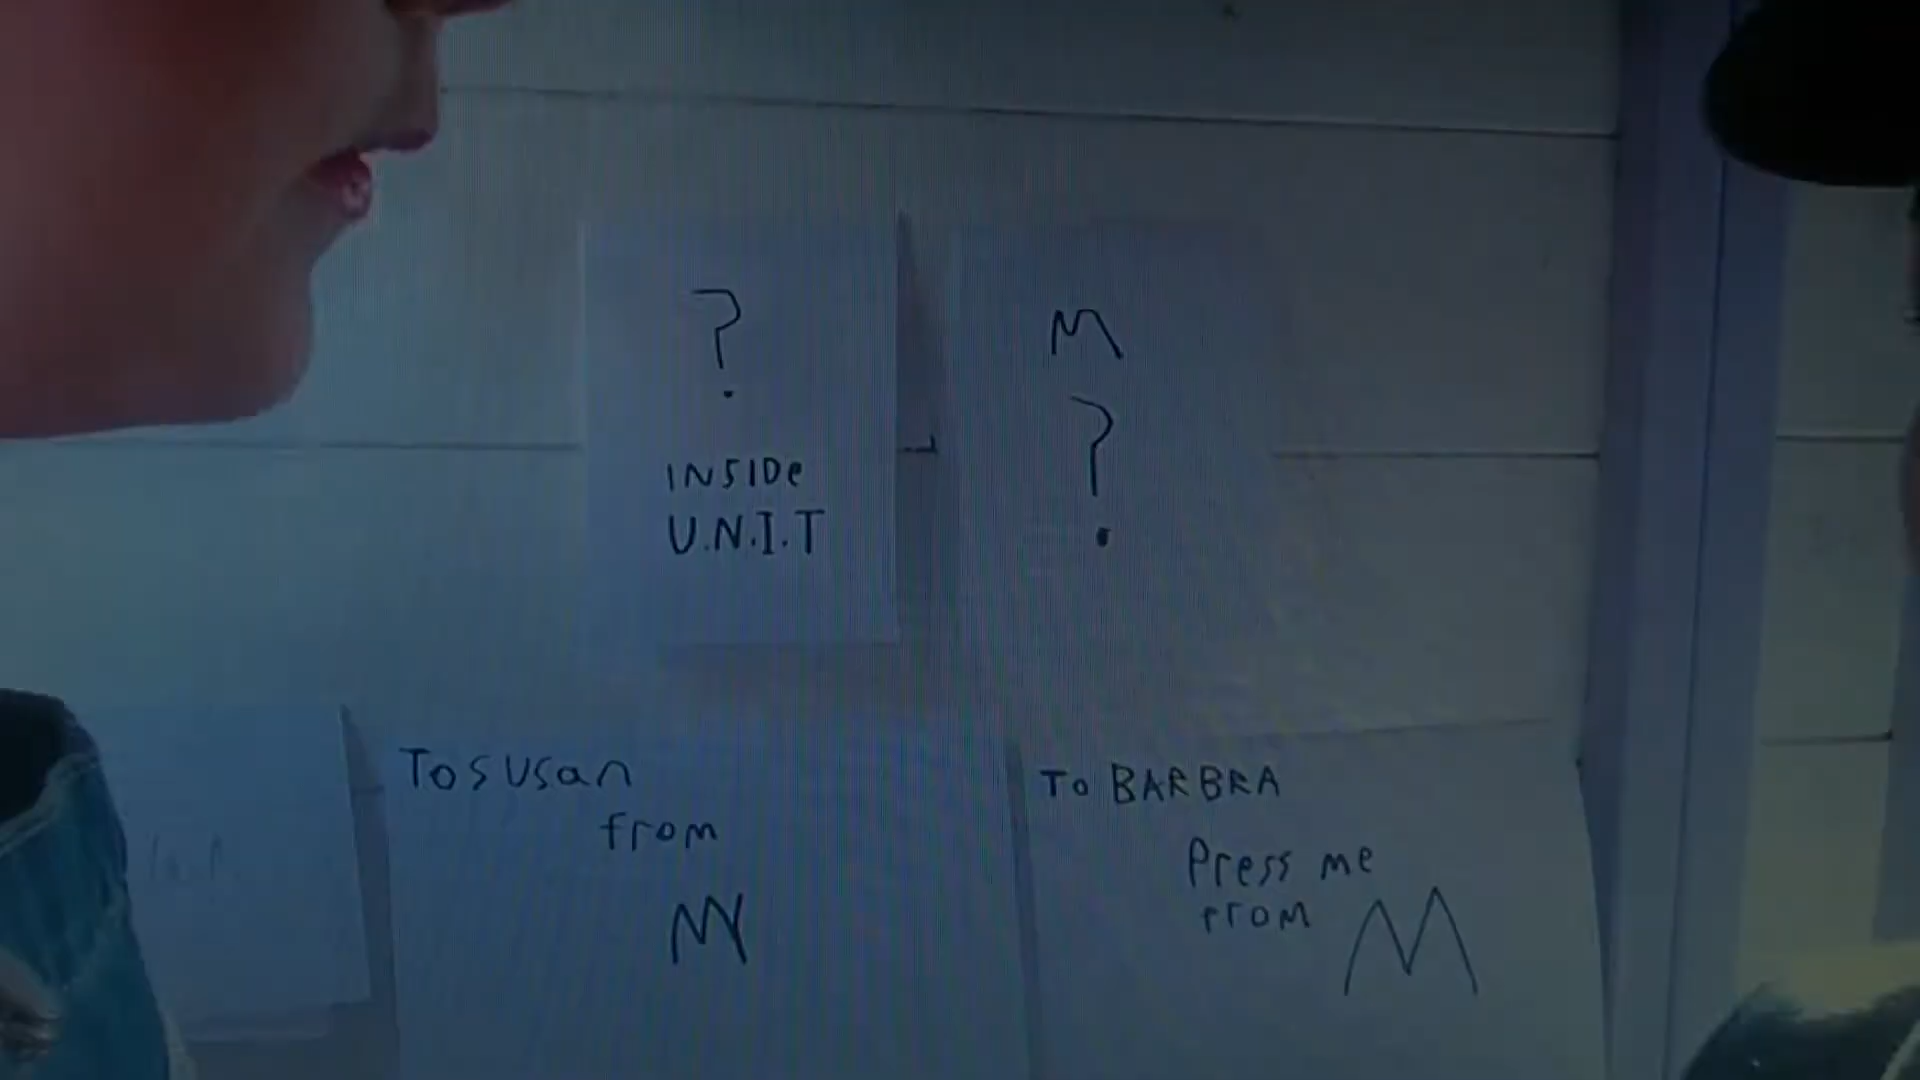 ?
INSIDe
U.N.I.T
M
?
To SUSan
from
M
To BARBRA
Press me
from M